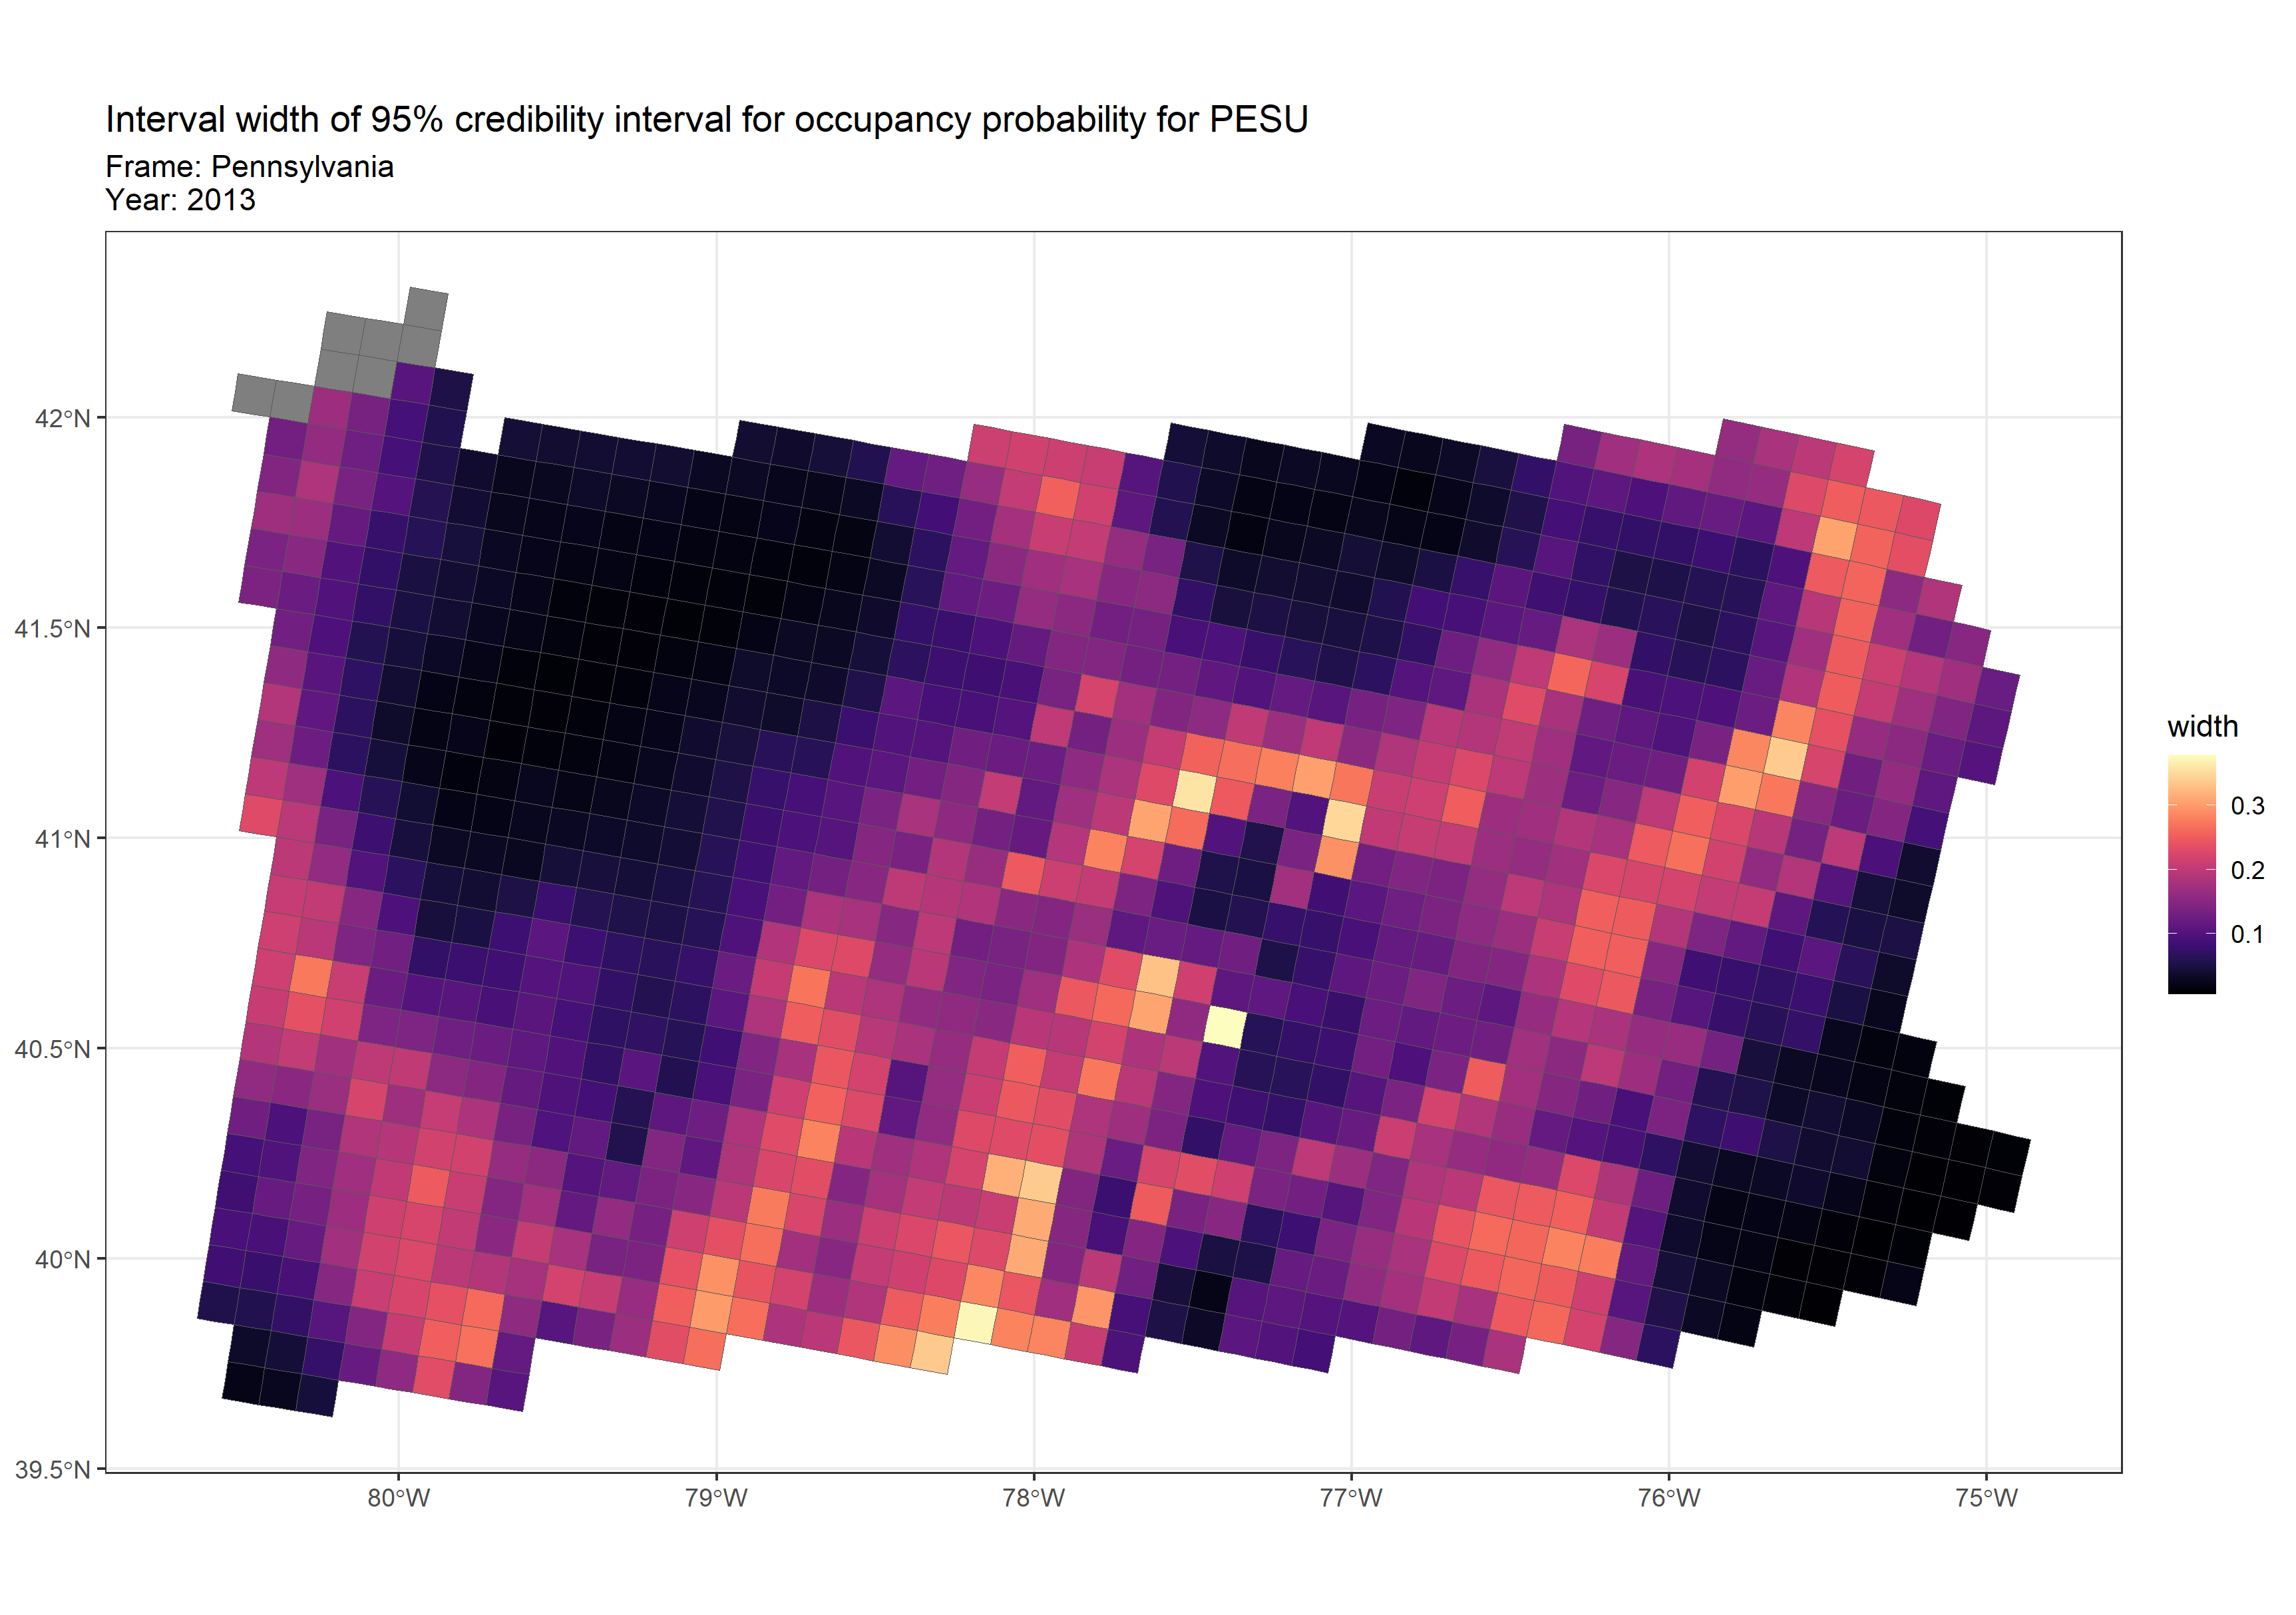 Interval width of 95% credibility interval for occupancy probability for PESU
Frame: Pennsylvania
Year: 2013
42°N
41.5°N
41°N
40.5°N
40°N
39.5°N
80°W
79°W
78°W
77°W
76°W
75°W
width
0.3
0.2
0.1